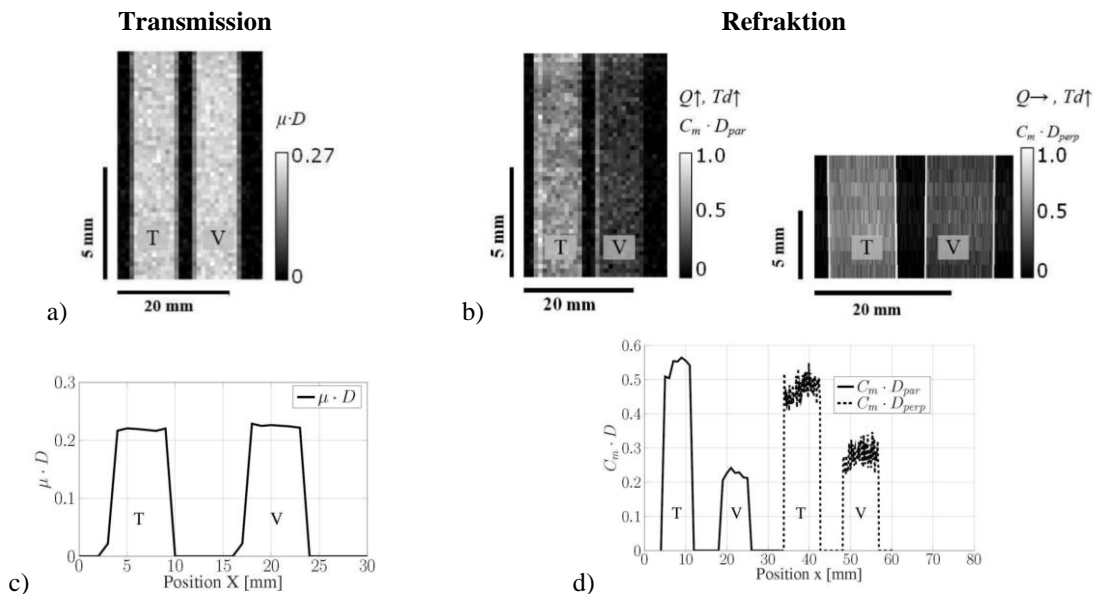 Transmission
Refraktion
μ·D
0.27
0
T
V
5 mm
20 mm
a)
Q↑, Td↑
C_m · D_par
1.0
0.5
0
T
V
5 mm
20 mm
b)
Q→ , Td↑
C_m · D_perp
1.0
0.5
0
T
V
5 mm
20 mm
0.3
0.2
0.1
0
μ · D
μ · D
T
V
0 5 10 15 20 25 30
Position X [mm]
c)
0.6
0.5
0.4
0.3
0.2
0.1
0
C_m · D
C_m · D_par
C_m · D_perp
T
V
T
V
0 10 20 30 40 50 60 70 80
Position x [mm]
d)